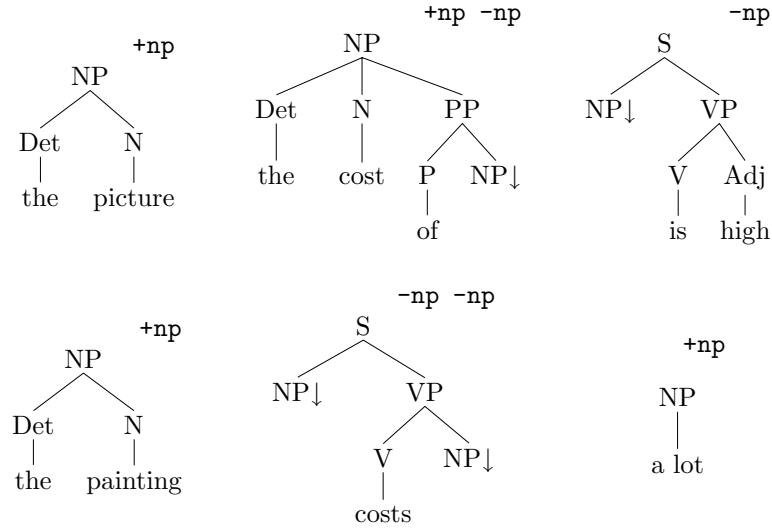 +np
NP
Det N
the picture
+np -np
NP
Det N PP
the cost P NP↓
of
-np
S
NP↓ VP
V Adj
is high
+np
NP
Det N
the painting
-np -np
S
NP↓ VP
V NP↓
costs
+np
NP
a lot